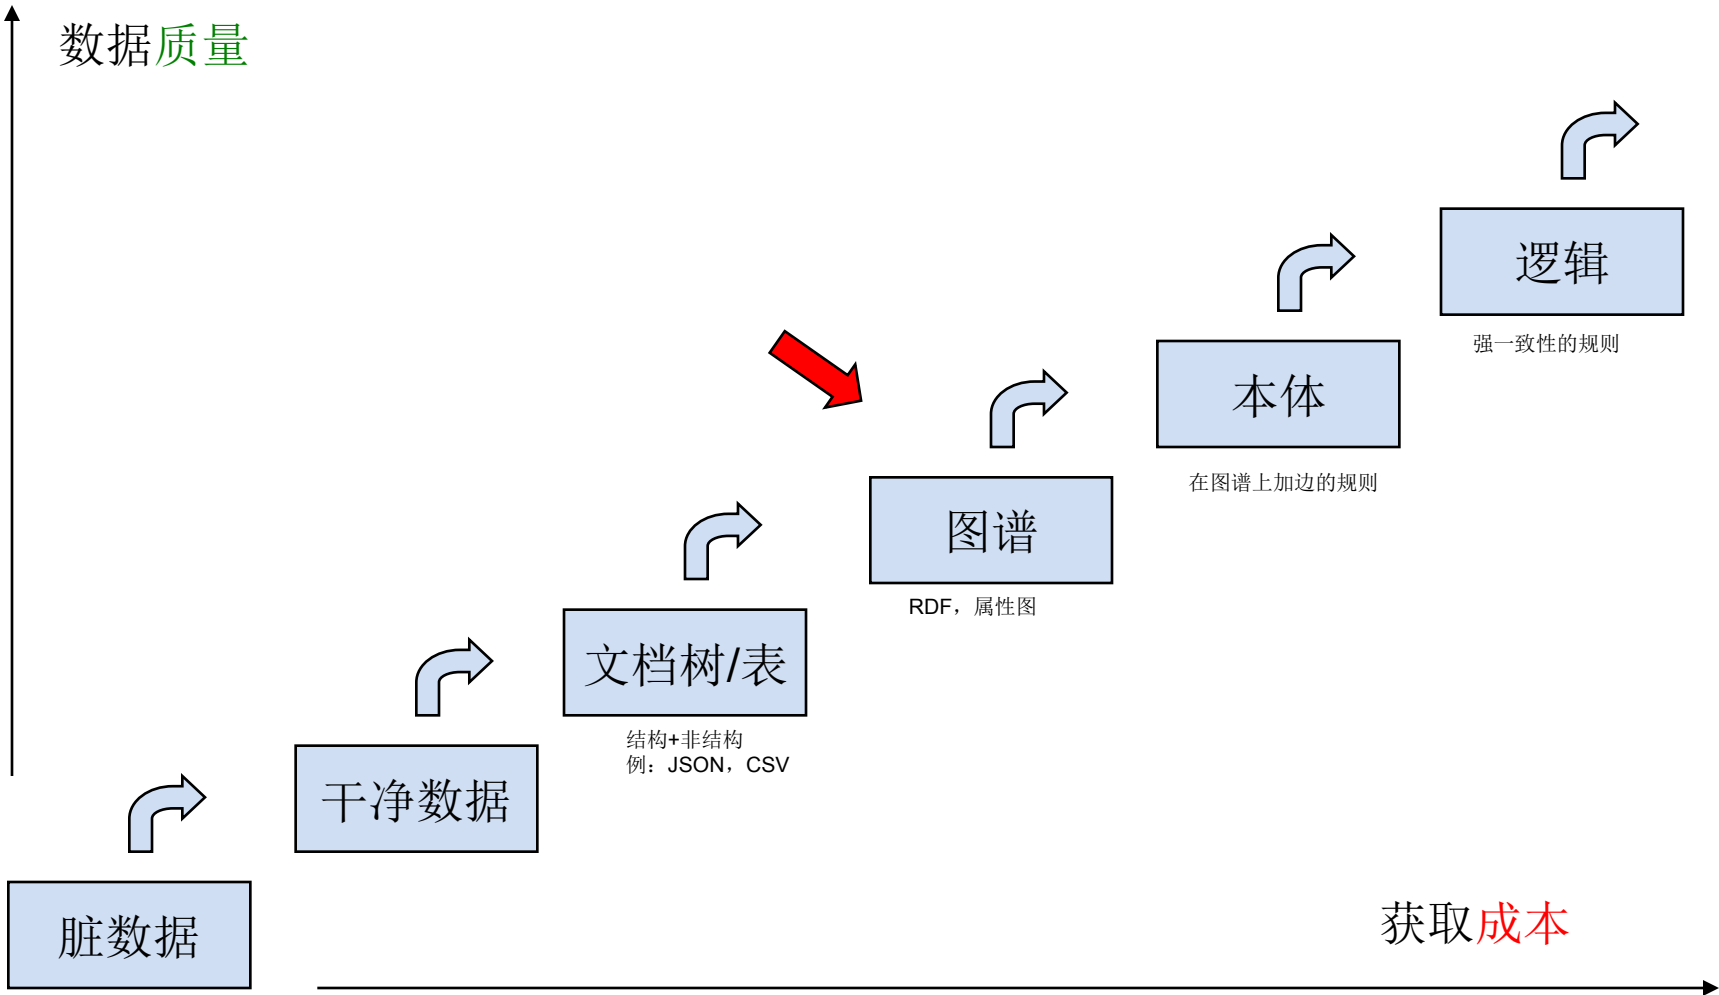 数据质量
逻辑
强一致性的规则
本体
在图谱上加边的规则
图谱
RDF，属性图
文档树/表
结构+非结构
例：JSON，CSV
干净数据
脏数据
获取成本